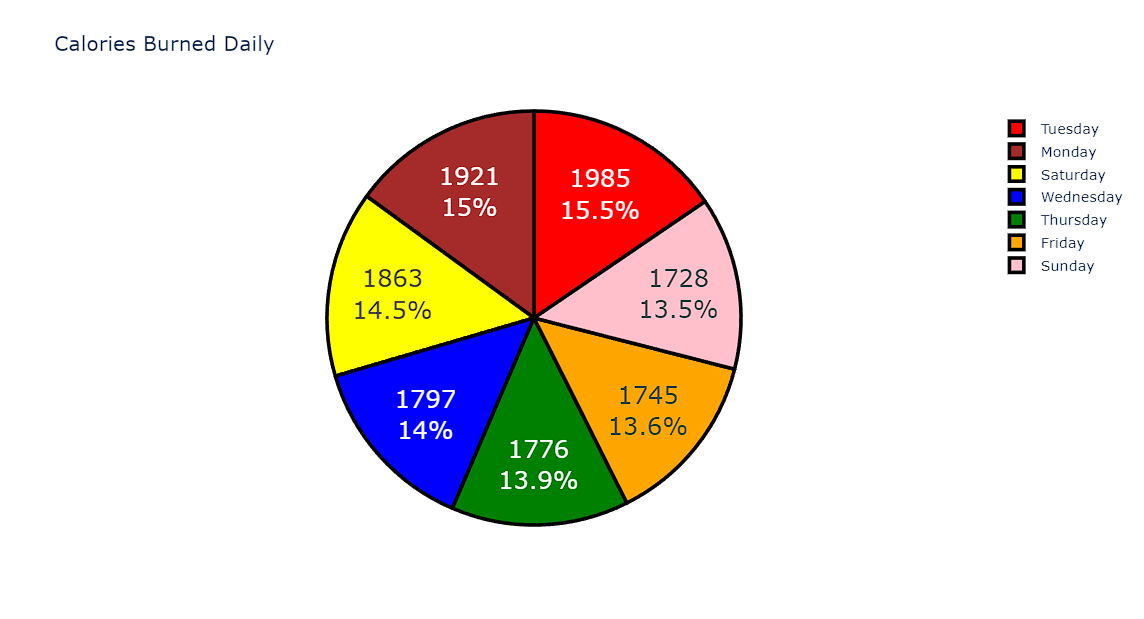 Calories Burned Daily
1921
15%
1985
15.5%
1863
14.5%
1728
13.5%
1797
14%
1745
13.6%
1776
13.9%
Tuesday
Monday
Saturday
Wednesday
Thursday
Friday
Sunday